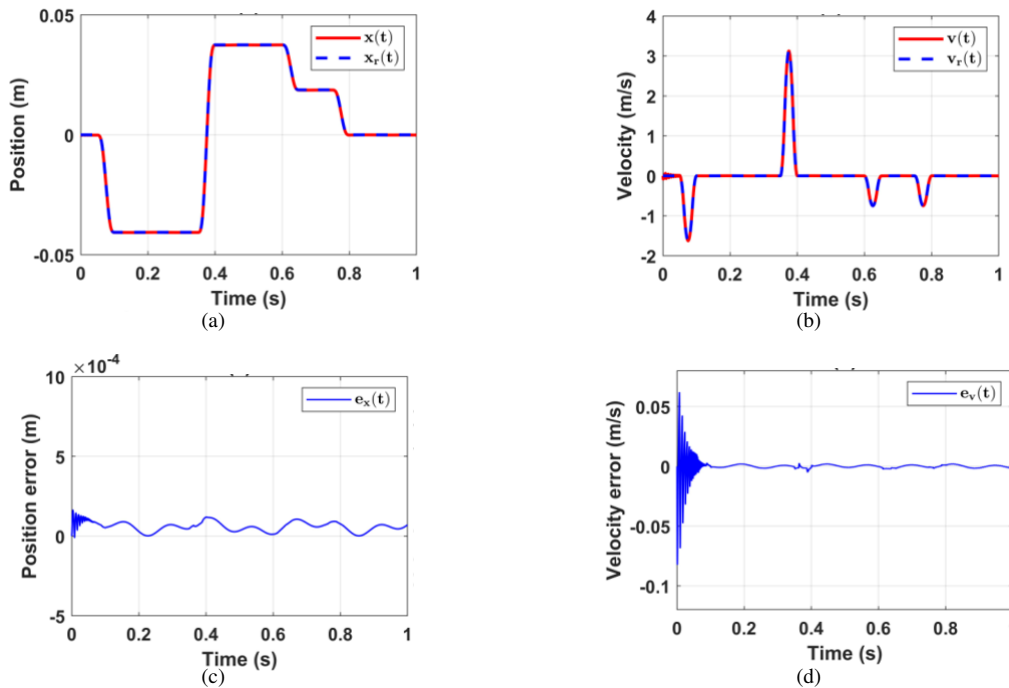 0.05
0
-0.05
Position (m)
x(t)
x_r(t)
0 0.2 0.4 0.6 0.8 1
Time (s)
(a)
4
3
2
1
0
-1
-2
Velocity (m/s)
v(t)
v_r(t)
0 0.2 0.4 0.6 0.8 1
Time (s)
(b)
×10⁻⁴
10
5
0
-5
Position error (m)
e_x(t)
0 0.2 0.4 0.6 0.8 1
Time (s)
(c)
0.05
0
-0.05
-0.1
Velocity error (m/s)
e_v(t)
0 0.2 0.4 0.6 0.8 1
Time (s)
(d)